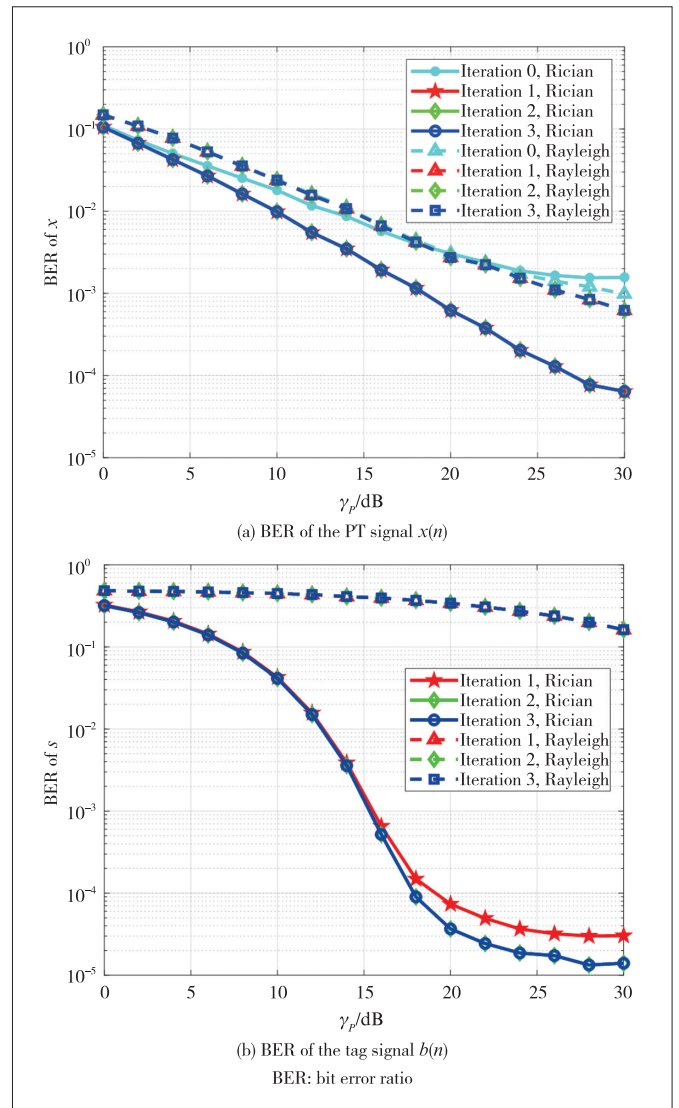 10⁰
10⁻¹
10⁻²
10⁻³
10⁻⁴
10⁻⁵
BER of x
Iteration 0, Rician
Iteration 1, Rician
Iteration 2, Rician
Iteration 3, Rician
Iteration 0, Rayleigh
Iteration 1, Rayleigh
Iteration 2, Rayleigh
Iteration 3, Rayleigh
0 5 10 15 20 25 30
γP/dB
(a) BER of the PT signal x(n)
10⁰
10⁻¹
10⁻²
10⁻³
10⁻⁴
10⁻⁵
BER of s
Iteration 1, Rician
Iteration 2, Rician
Iteration 3, Rician
Iteration 1, Rayleigh
Iteration 2, Rayleigh
Iteration 3, Rayleigh
0 5 10 15 20 25 30
γP/dB
(b) BER of the tag signal b(n)
BER: bit error ratio